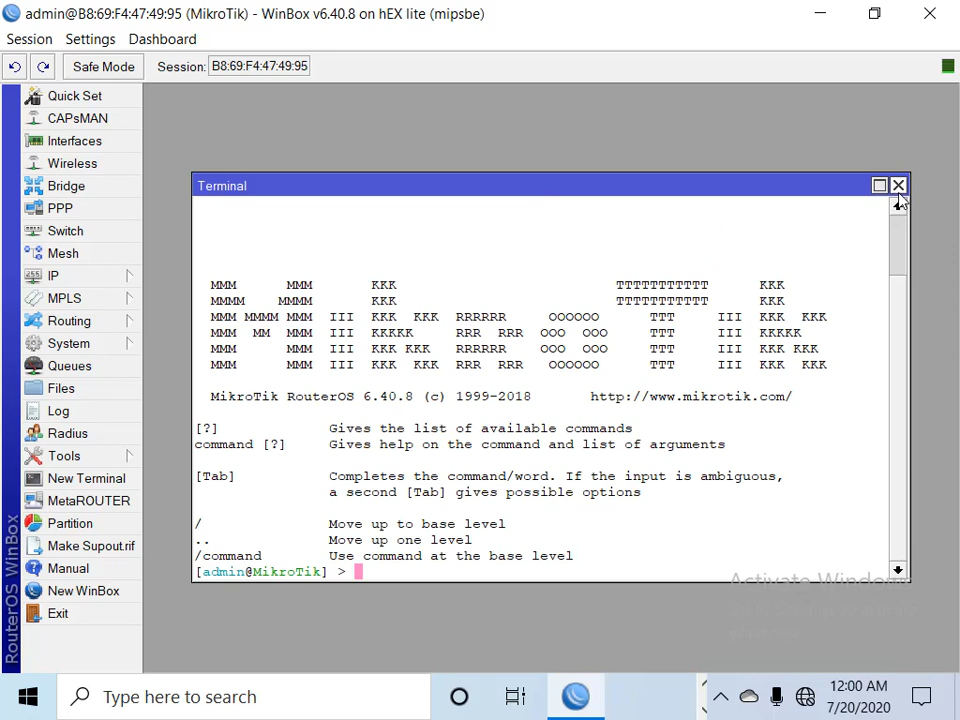 admin@B8:69:F4:47:49:95 (MikroTik) - WinBox v6.40.8 on hEX lite (mipsbe)
Session Settings Dashboard
Safe Mode Session: B8:69:F4:47:49:95
Quick Set
CAPsMAN
Interfaces
Wireless
Bridge
PPP
Switch
Mesh
IP
MPLS
Routing
System
Queues
Files
Log
Radius
Tools
New Terminal
MetaROUTER
Partition
Make Supout.rif
Manual
New WinBox
Exit
RouterOS WinBox
Terminal
MMM MMM KKK TTTTTTTTTTT KKK
MMMM MMMM KKK TTTTTTTTTTT KKK
MMM MMMM MMM III KKK KKK RRRRRR OOOOOO TTT III KKK KKK
MMM MM MMM III KKKKK RRR RRR OOO OOO TTT III KKKKK
MMM MMM III KKK KKK RRRRRR OOO OOO TTT III KKK KKK
MMM MMM III KKK KKK RRR RRR OOOOOO TTT III KKK KKK
MikroTik RouterOS 6.40.8 (c) 1999-2018 http://www.mikrotik.com/
[?] Gives the list of available commands
command [?] Gives help on the command and list of arguments
[Tab] Completes the command/word. If the input is ambiguous,
a second [Tab] gives possible options
/ Move up to base level
.. Move up one level
/command Use command at the base level
[admin@MikroTik] >
Activate Windows
Type here to search
12:00 AM
7/20/2020